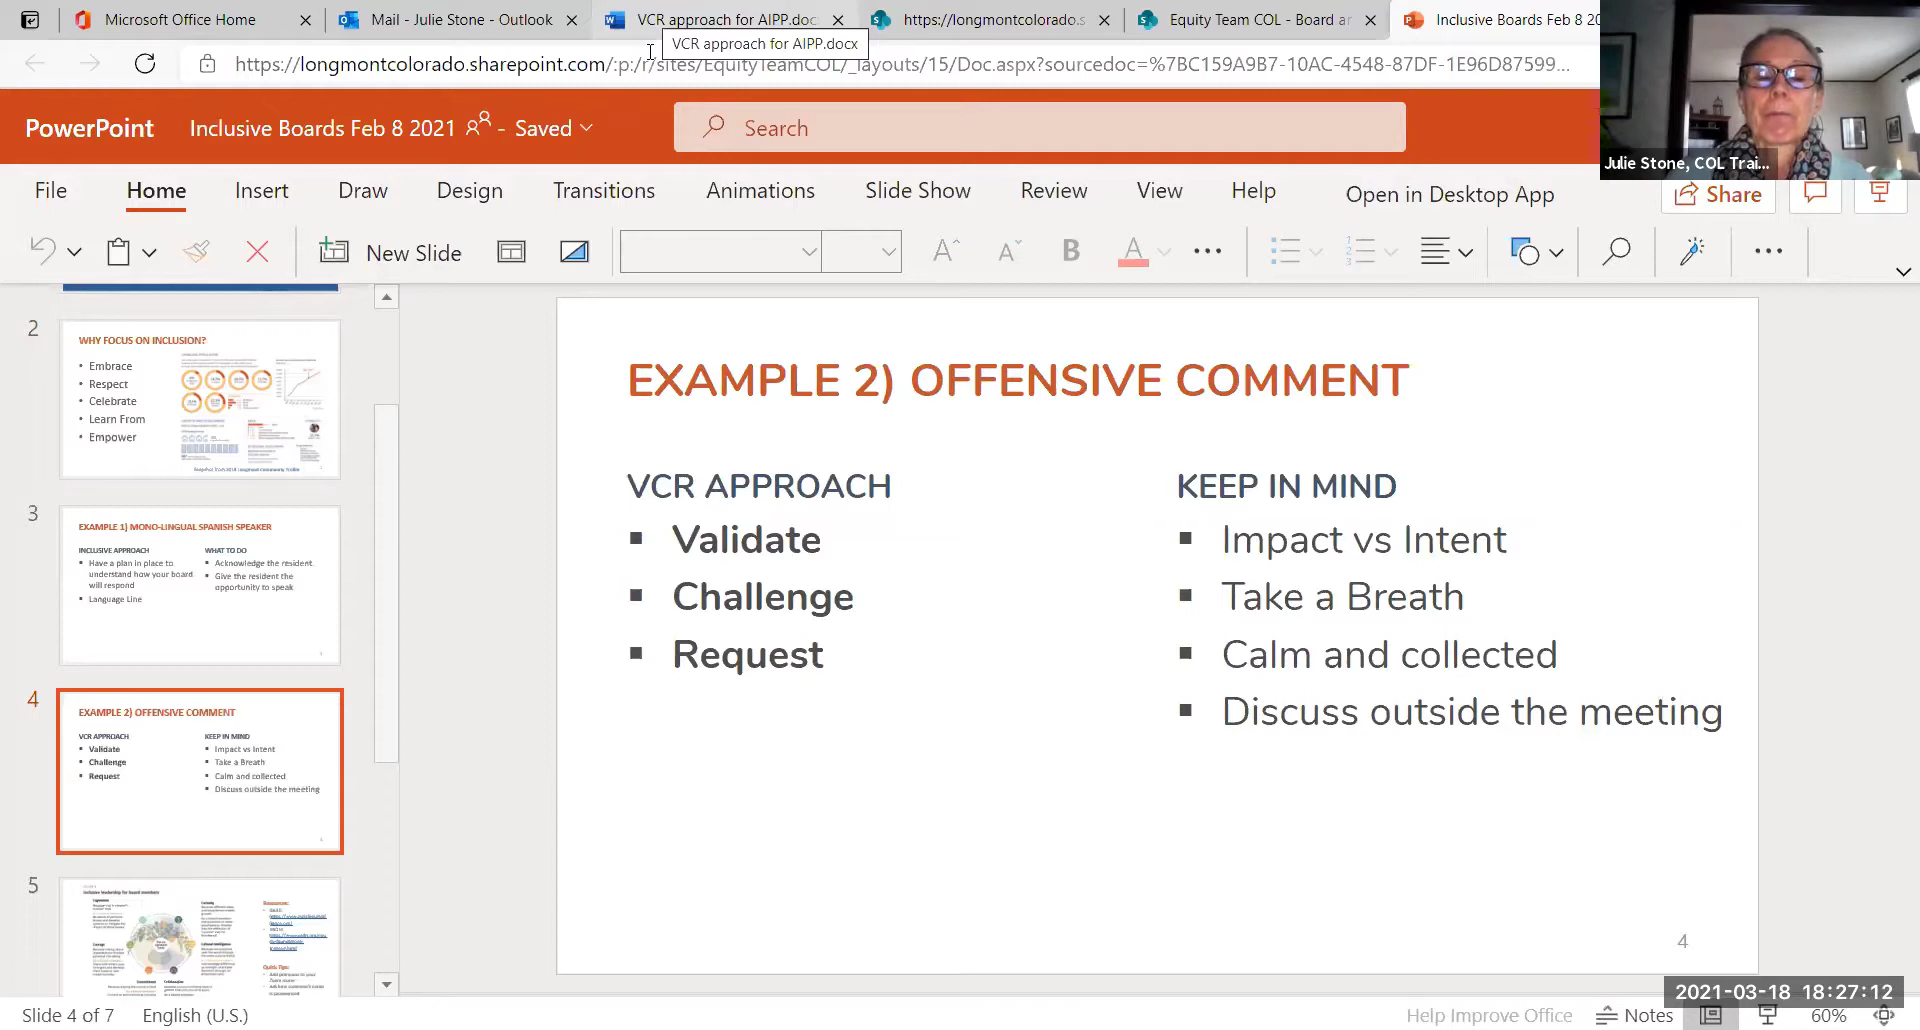 Microsoft Office Home
Mail - Julie Stone - Outlook
VCR approach for AIPP.doc
https://longmontcolorado.s
Equity Team COL - Board ar
Inclusive Boards Feb 8 20
VCR approach for AIPP.docx
https://longmontcolorado.sharepoint.com/:p:/r/sites/EquityTeamCOL/_layouts/15/Doc.aspx?sourcedoc=%7BC159A9B7-10AC-4548-87DF-1E96D87599...
PowerPoint
Inclusive Boards Feb 8 2021 - Saved
Search
Julie Stone, COL Trai...
File
Home
Insert
Draw
Design
Transitions
Animations
Slide Show
Review
View
Help
Open in Desktop App
Share
New Slide
2
WHY FOCUS ON INCLUSION?
• Embrace
• Respect
• Celebrate
• Learn From
• Empower
3
EXAMPLE 1) MONO-LINGUAL SPANISH SPEAKER
INCLUSIVE APPROACH
▪ Have a plan in place to
understand how your board
will respond
▪ Language Line
WHAT TO DO
▪ Acknowledge the resident.
▪ Give the resident the
opportunity to speak
4
EXAMPLE 2) OFFENSIVE COMMENT
VCR APPROACH
▪ Validate
▪ Challenge
▪ Request
KEEP IN MIND
▪ Impact vs Intent
▪ Take a Breath
▪ Calm and collected
▪ Discuss outside the meeting
5
Inclusive leadership for board members
EXAMPLE 2) OFFENSIVE COMMENT
VCR APPROACH
▪ Validate
▪ Challenge
▪ Request
KEEP IN MIND
▪ Impact vs Intent
▪ Take a Breath
▪ Calm and collected
▪ Discuss outside the meeting
4
2021-03-18 18:27:12
Slide 4 of 7
English (U.S.)
Help Improve Office
Notes
60%